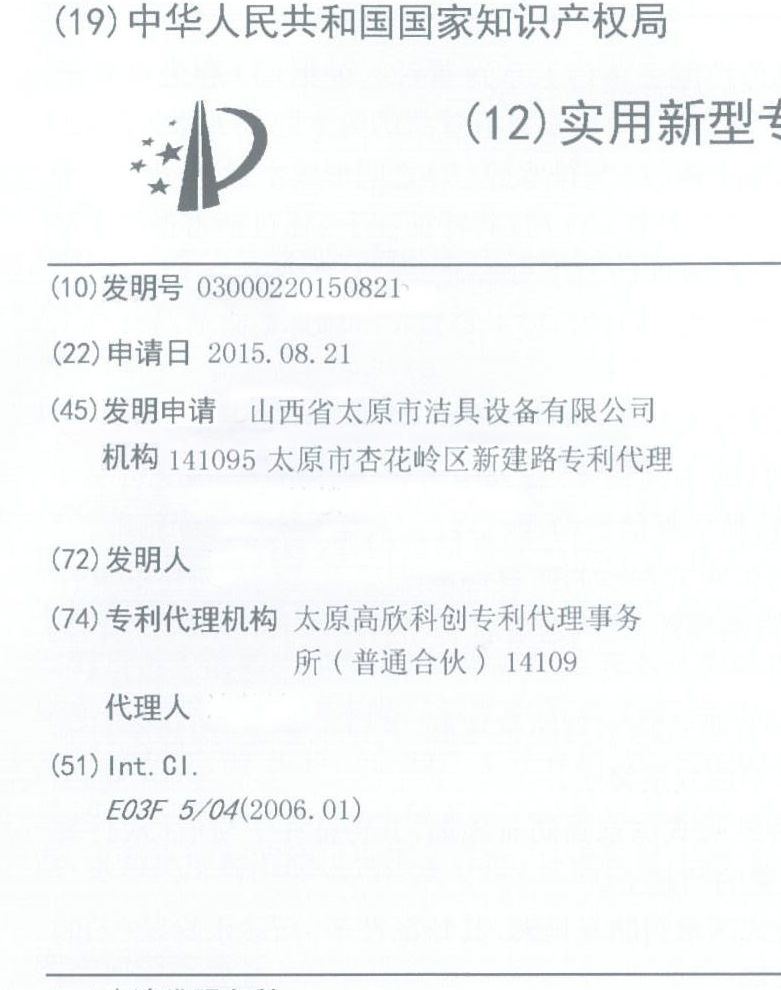 (19)中华人民共和国国家知识产权局
(12)实用新型专
(10)发明号 03000220150821
(22)申请日 2015.08.21
(45)发明申请 山西省太原市洁具设备有限公司
机构 141095 太原市杏花岭区新建路专利代理
(72)发明人
(74)专利代理机构 太原高欣科创专利代理事务
所(普通合伙) 14109
代理人
(51)Int.Cl.
E03F 5/04(2006.01)